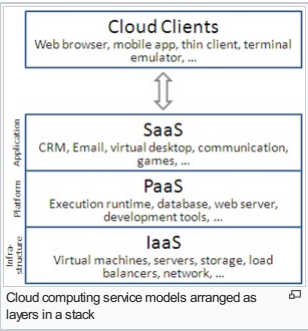 Cloud Clients
Web browser, mobile app, thin client, terminal
emulator, ...
Application
SaaS
CRM, Email, virtual desktop, communication,
games, ...
Platform
PaaS
Execution runtime, database, web server,
development tools, ...
Infra-
structure
IaaS
Virtual machines, servers, storage, load
balancers, network, ...
Cloud computing service models arranged as
layers in a stack